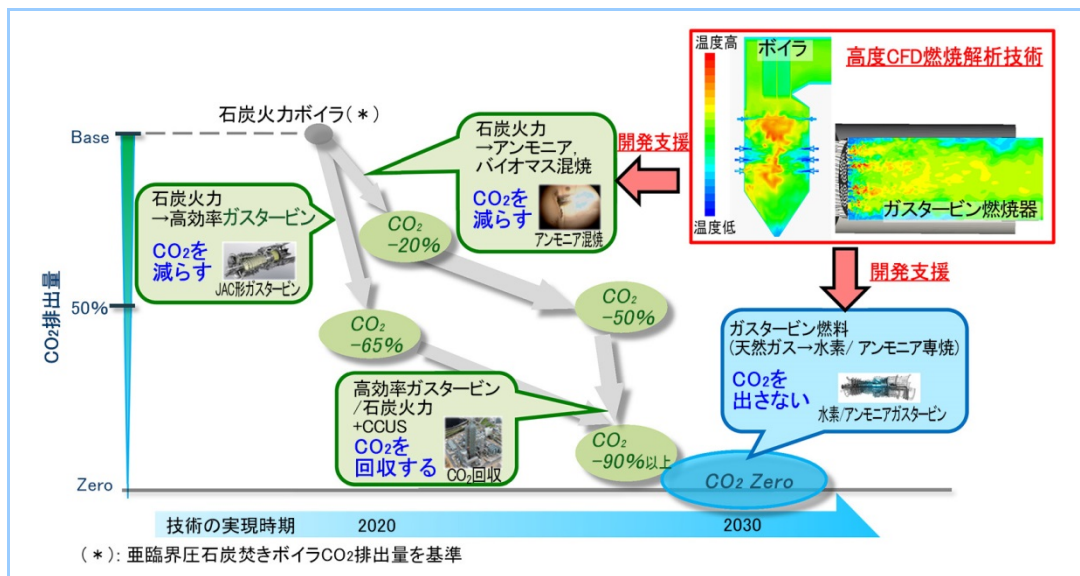 温度高
ボイラ
高度CFD燃焼解析技術
温度低
ガスタービン燃焼器
開発支援
開発支援
石炭火力ボイラ(*)
Base
50%
Zero
CO2排出量
石炭火力
→アンモニア,
バイオマス混焼
CO2を
減らす
アンモニア混焼
石炭火力
→高効率ガスタービン
CO2を
減らす
JAC形ガスタービン
CO2
-20%
CO2
-50%
CO2
-65%
ガスタービン燃料
(天然ガス→水素/アンモニア専焼)
CO2を
出さない
水素/アンモニアガスタービン
高効率ガスタービン
/石炭火力
+CCUS
CO2を
回収する
CO2回収
CO2
-90%以上
CO2 Zero
技術の実現時期
2020
2030
(*): 亜臨界圧石炭焚きボイラCO2排出量を基準